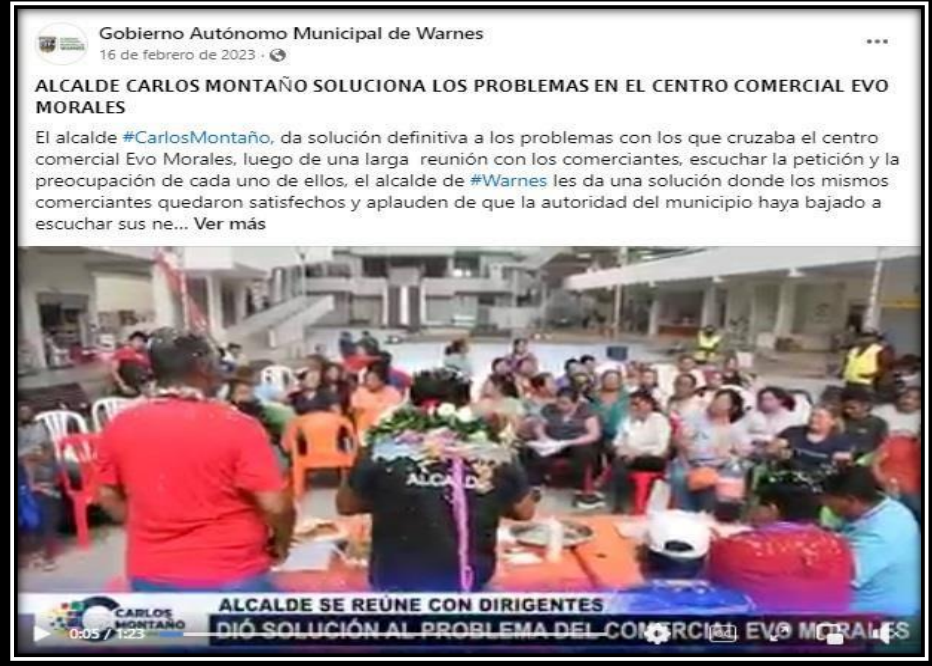 Gobierno Autónomo Municipal de Warnes
16 de febrero de 2023 ·
ALCALDE CARLOS MONTAÑO SOLUCIONA LOS PROBLEMAS EN EL CENTRO COMERCIAL EVO
MORALES
El alcalde #CarlosMontaño, da solución definitiva a los problemas con los que cruzaba el centro
comercial Evo Morales, luego de una larga reunión con los comerciantes, escuchar la petición y la
preocupación de cada uno de ellos, el alcalde de #Warnes les da una solución donde los mismos
comerciantes quedaron satisfechos y aplauden de que la autoridad del municipio haya bajado a
escuchar sus ne... Ver más
ALCALDE
CARLOS
MONTAÑO
ALCALDE SE REÚNE CON DIRIGENTES
DIÓ SOLUCIÓN AL PROBLEMA DEL COMERCIAL EVO MORALES
0:05 / 1:23